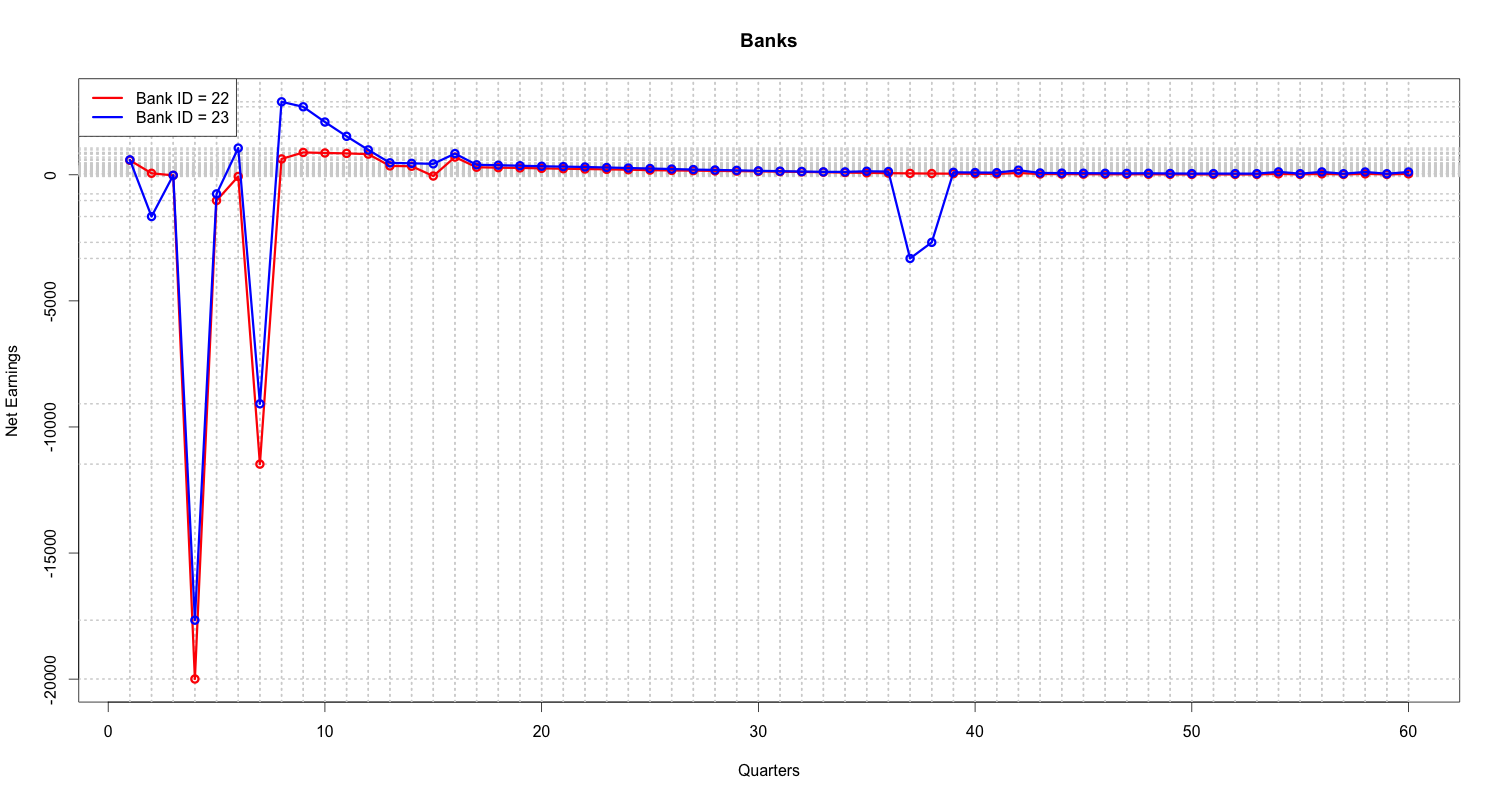 Banks
Bank ID = 22
Bank ID = 23
Net Earnings
0
-5000
-10000
-15000
-20000
0 10 20 30 40 50 60
Quarters